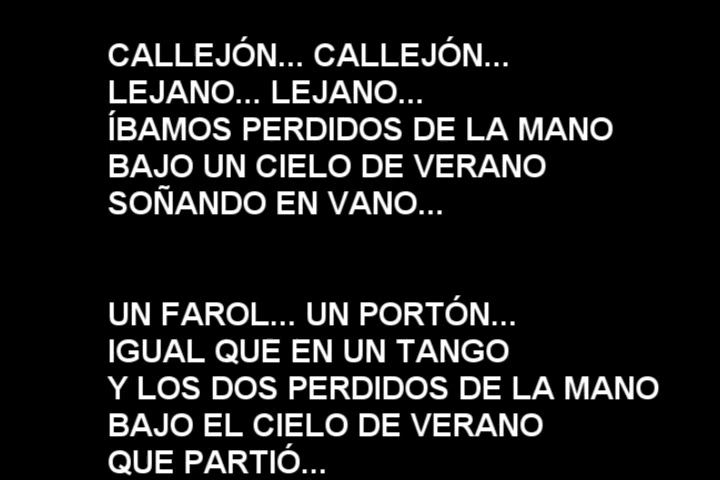 CALLEJÓN... CALLEJÓN...
LEJANO... LEJANO...
ÍBAMOS PERDIDOS DE LA MANO
BAJO UN CIELO DE VERANO
SOÑANDO EN VANO...
UN FAROL... UN PORTÓN...
IGUAL QUE EN UN TANGO
Y LOS DOS PERDIDOS DE LA MANO
BAJO EL CIELO DE VERANO
QUE PARTIÓ...